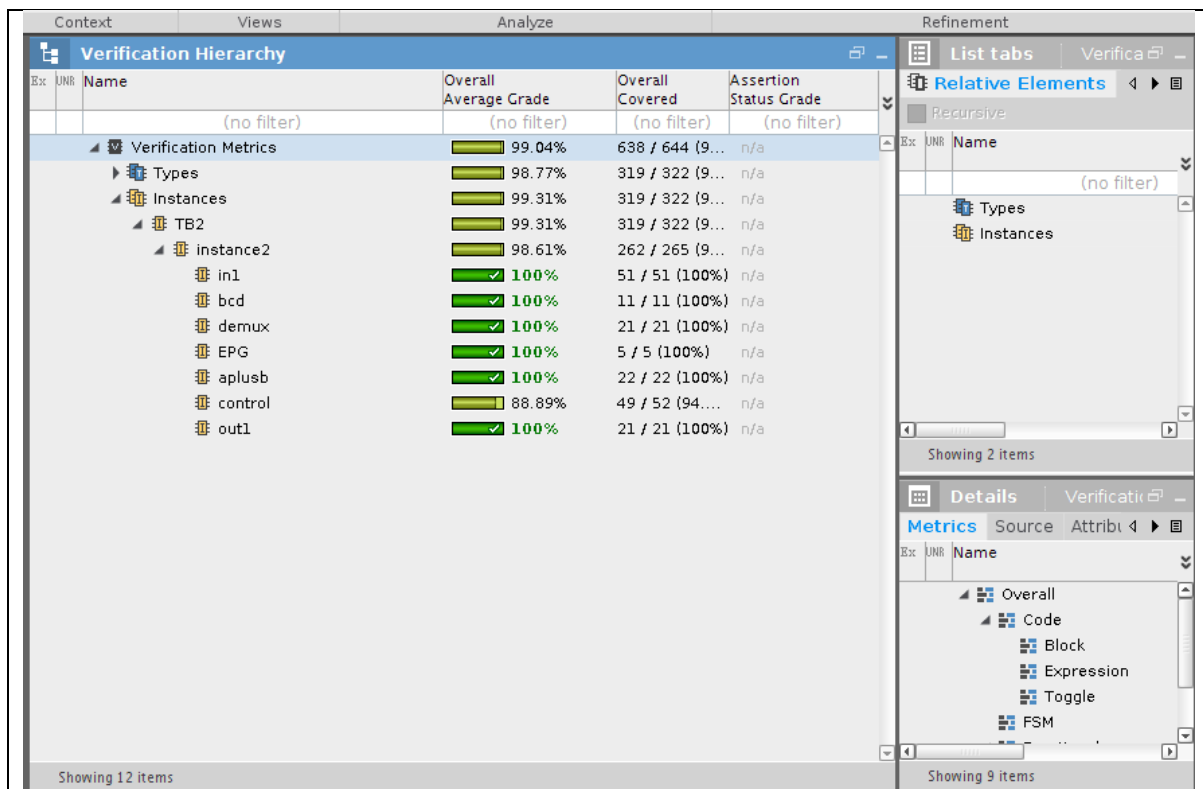 Context Views Analyze Refinement
Verification Hierarchy
Ex UNR Name Overall Average Grade Overall Covered Assertion Status Grade
(no filter) (no filter) (no filter) (no filter)
Verification Metrics 99.04% 638 / 644 (9... n/a
Types 98.77% 319 / 322 (9... n/a
Instances 99.31% 319 / 322 (9... n/a
TB2 99.31% 319 / 322 (9... n/a
instance2 98.61% 262 / 265 (9... n/a
in1 100% 51 / 51 (100%) n/a
bcd 100% 11 / 11 (100%) n/a
demux 100% 21 / 21 (100%) n/a
EPG 100% 5 / 5 (100%) n/a
aplusb 100% 22 / 22 (100%) n/a
control 88.89% 49 / 52 (94.... n/a
out1 100% 21 / 21 (100%) n/a
Showing 12 items
List tabs Verifica
Relative Elements
Recursive
Ex UNR Name
(no filter)
Types
Instances
Showing 2 items
Details Verificatic
Metrics Source Attribu
Ex UNR Name
Overall
Code
Block
Expression
Toggle
FSM
Showing 9 items